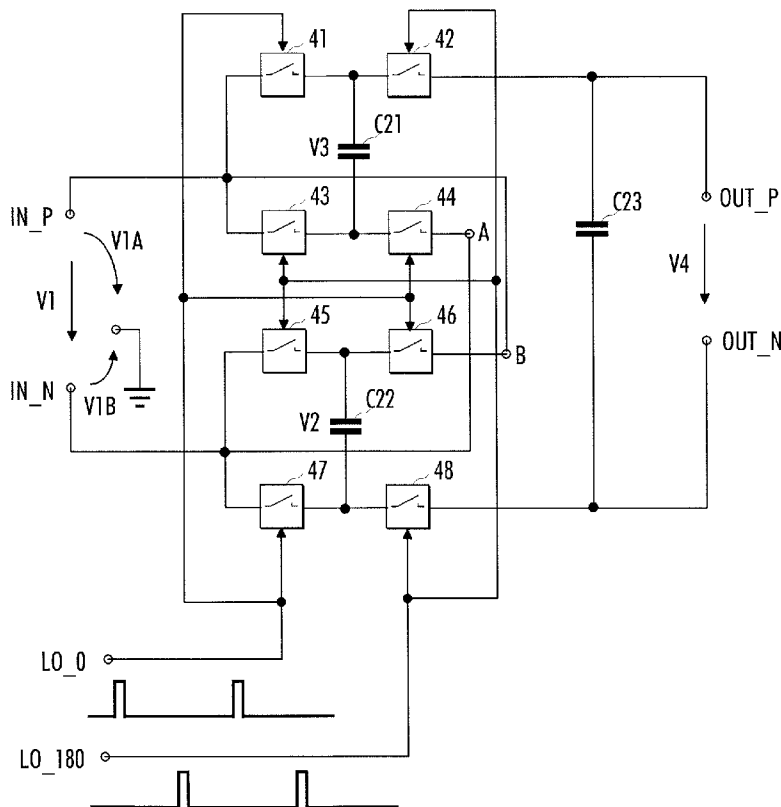 41
42
C21
V3
IN_P
43
44
A
OUT_P
C23
V1A
V1
V4
45
46
B
OUT_N
IN_N
V1B
C22
V2
47
48
LO_0
LO_180